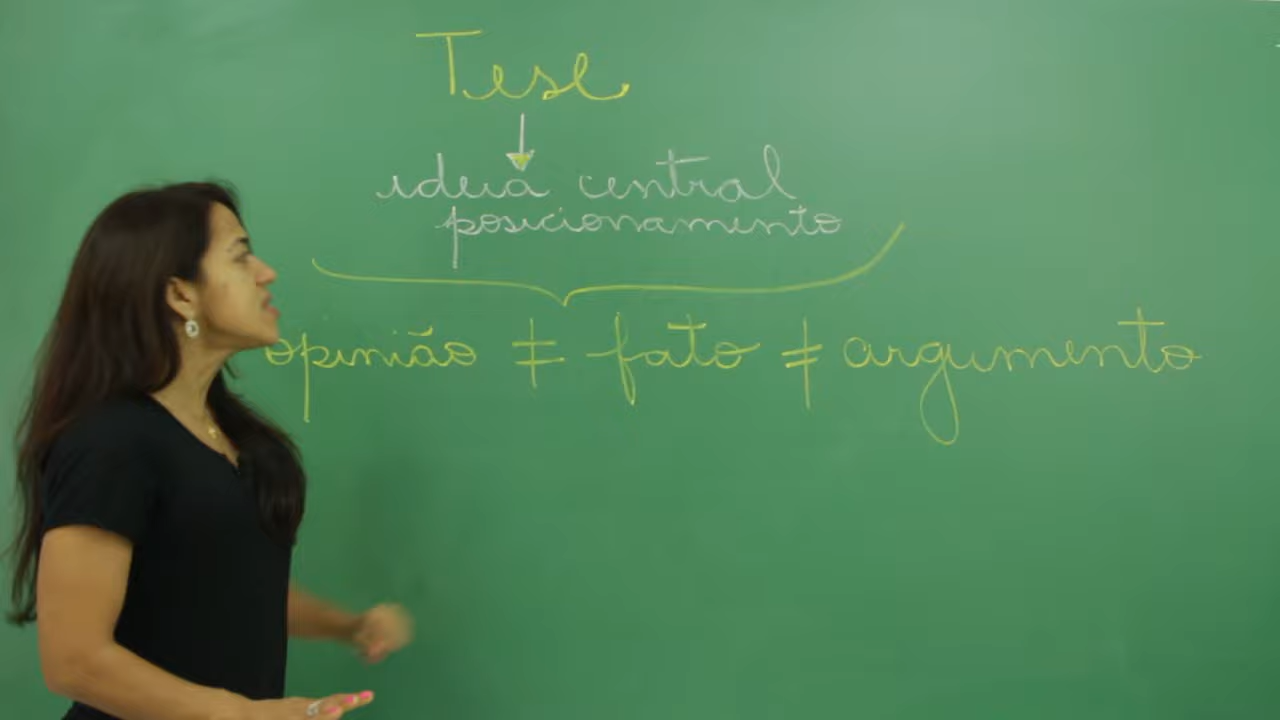 Tese
↓
ideia central
posicionamento
opinião ≠ fato ≠ argumento